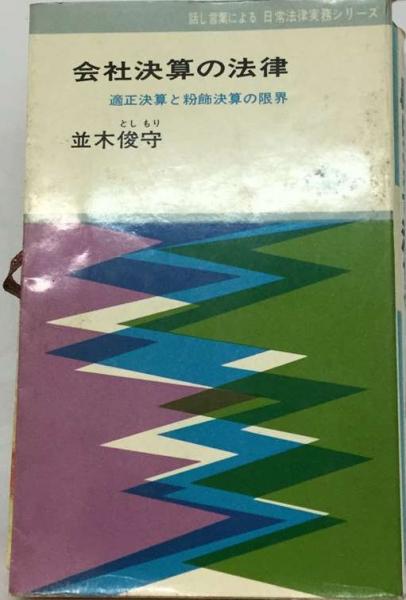 話し言葉による 日常法律実務シリーズ
会社決算の法律
適正決算と粉飾決算の限界
とし もり
並木俊守